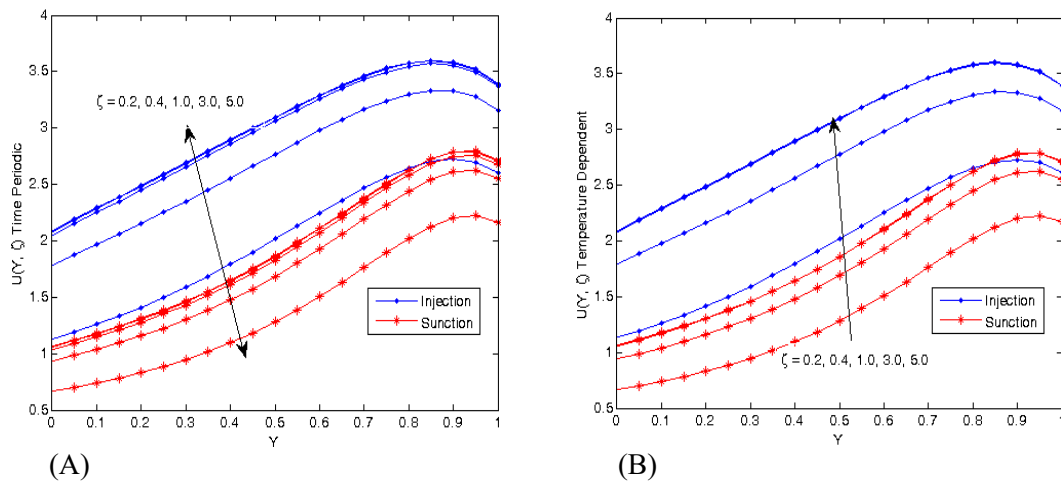 4
3.5
3
2.5
2
1.5
1
0.5
U(Y, ζ) Time Periodic
ζ = 0.2, 0.4, 1.0, 3.0, 5.0
Injection
Sunction
0 0.1 0.2 0.3 0.4 0.5 0.6 0.7 0.8 0.9 1
Y
(A)
4
3.5
3
2.5
2
1.5
1
0.5
U(Y, ζ) Temperature Dependent
Injection
Sunction
ζ = 0.2, 0.4, 1.0, 3.0, 5.0
0 0.1 0.2 0.3 0.4 0.5 0.6 0.7 0.8 0.9
Y
(B)